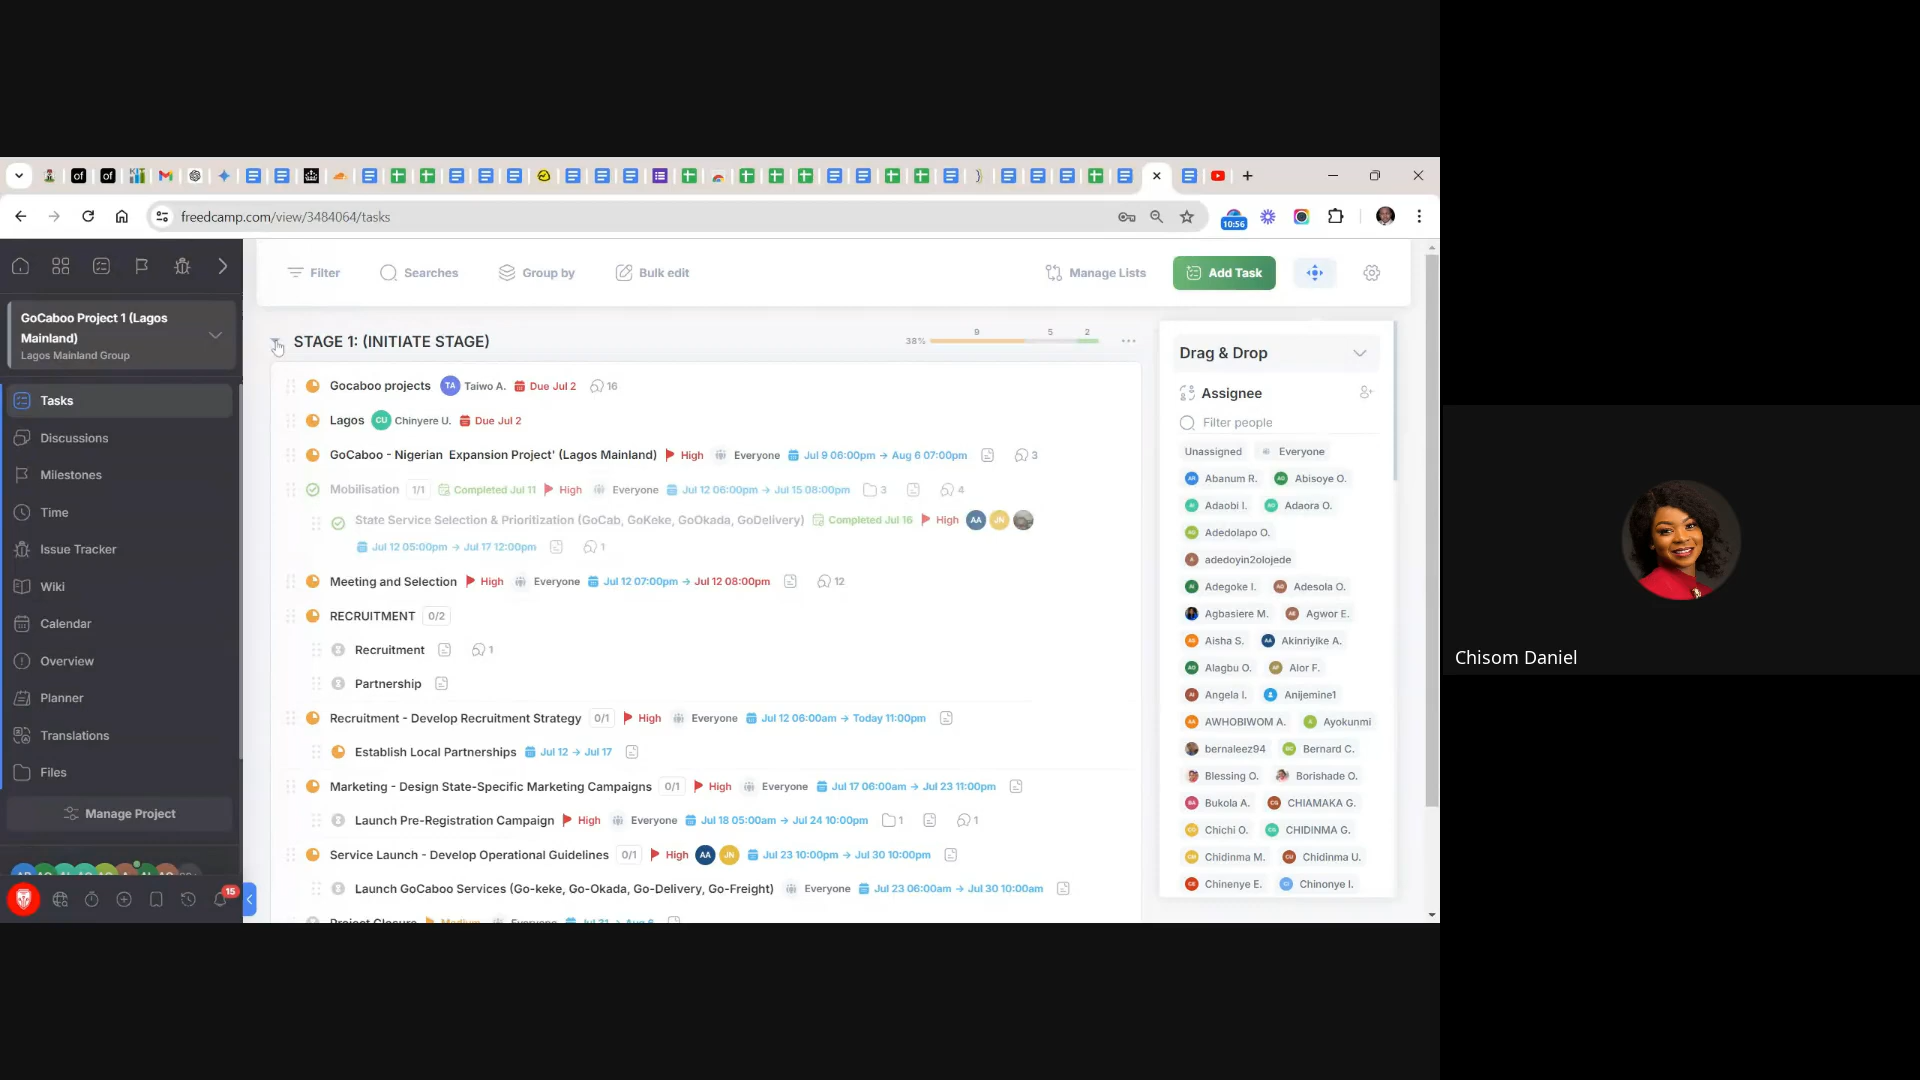 freedcamp.com/view/3484064/tasks
10:56
GoCaboo Project 1 (Lagos
Mainland)
Lagos Mainland Group
Tasks
Discussions
Milestones
Time
Issue Tracker
Wiki
Calendar
Overview
Planner
Translations
Files
Manage Project
15
Filter Searches Group by Bulk edit Manage Lists Add Task
STAGE 1: (INITIATE STAGE) 38% 9 5 2
Gocaboo projects TA Taiwo A. Due Jul 2 16
Lagos CU Chinyere U. Due Jul 2
GoCaboo - Nigerian Expansion Project' (Lagos Mainland) High Everyone Jul 9 06:00pm → Aug 6 07:00pm 3
Mobilisation 1/1 Completed Jul 11 High Everyone Jul 12 06:00pm → Jul 15 08:00pm 3 4
State Service Selection & Prioritization (GoCab, GoKeke, GoOkada, GoDelivery) Completed Jul 16 High AA JN
Jul 12 05:00pm → Jul 17 12:00pm 1
Meeting and Selection High Everyone Jul 12 07:00pm → Jul 12 08:00pm 12
RECRUITMENT 0/2
Recruitment 1
Partnership
Recruitment - Develop Recruitment Strategy 0/1 High Everyone Jul 12 06:00am → Today 11:00pm
Establish Local Partnerships Jul 12 → Jul 17
Marketing - Design State-Specific Marketing Campaigns 0/1 High Everyone Jul 17 06:00am → Jul 23 11:00pm
Launch Pre-Registration Campaign High Everyone Jul 18 05:00am → Jul 24 10:00pm 1 1
Service Launch - Develop Operational Guidelines 0/1 High AA JN Jul 23 10:00pm → Jul 30 10:00pm
Launch GoCaboo Services (Go-keke, Go-Okada, Go-Delivery, Go-Freight) Everyone Jul 23 06:00am → Jul 30 10:00am
Project Closure Medium Everyone Jul 31 → Aug 6
Drag & Drop
Assignee
Filter people
Unassigned Everyone
Abanum R. Abisoye O.
Adaobi I. Adaora O.
Adedolapo O.
adedoyin2olojede
Adegoke I. Adesola O.
Agbasiere M. Agwor E.
Aisha S. Akinriyike A.
Alagbu O. Alor F.
Angela I. Anijemine1
AWHOBIWOM A. Ayokunmi
bernaleez94 Bernard C.
Blessing O. Borishade O.
Bukola A. CHIAMAKA G.
Chichi O. CHIDINMA G.
Chidinma M. Chidinma U.
Chinenye E. Chinonye I.
Chisom Daniel